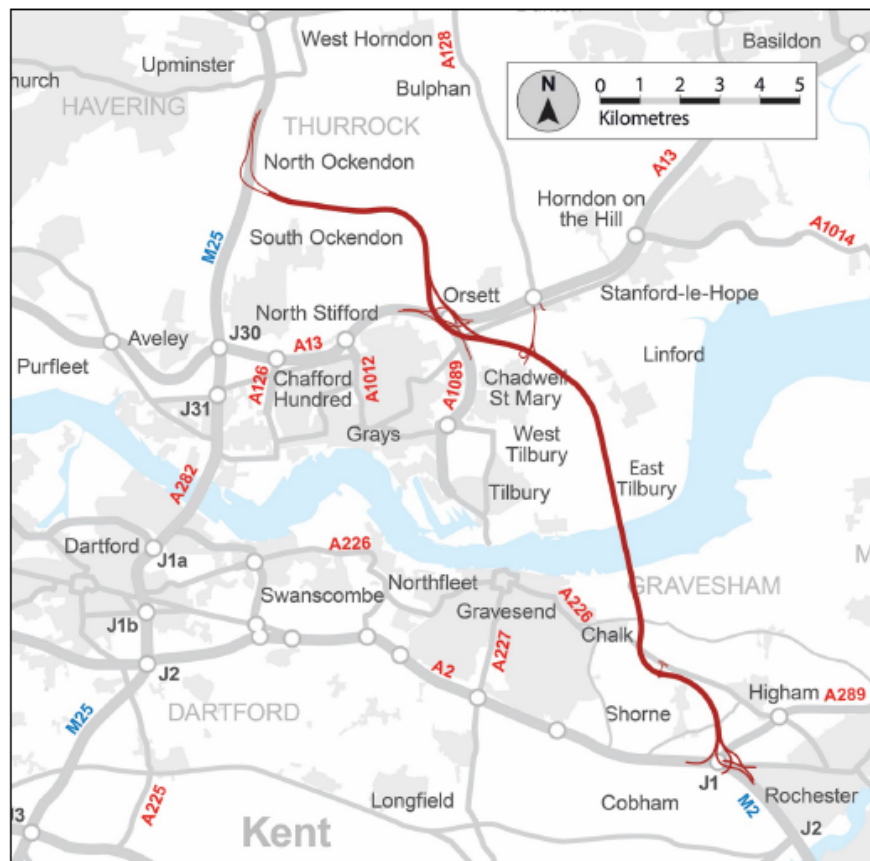 West Horndon
A128
Basildon
Upminster
Bulphan
N
0 1 2 3 4 5
Kilometres
HAVERING
THURROCK
North Ockendon
A13
Horndon on
the Hill
A1014
M25
South Ockendon
Orsett
Stanford-le-Hope
North Stifford
Aveley
J30
A13
Linford
Purfleet
A126
Chafford
Hundred
A1012
A1089
Chadwell
St Mary
J31
Grays
West
Tilbury
A282
Tilbury
East
Tilbury
Dartford
J1a
A226
Northfleet
GRAVESHAM
Swanscombe
Gravesend
A226
J1b
Chalk
A227
J2
A2
Higham
A289
M25
DARTFORD
Shorne
J1
A225
Longfield
Cobham
M2
Rochester
J3
Kent
J2